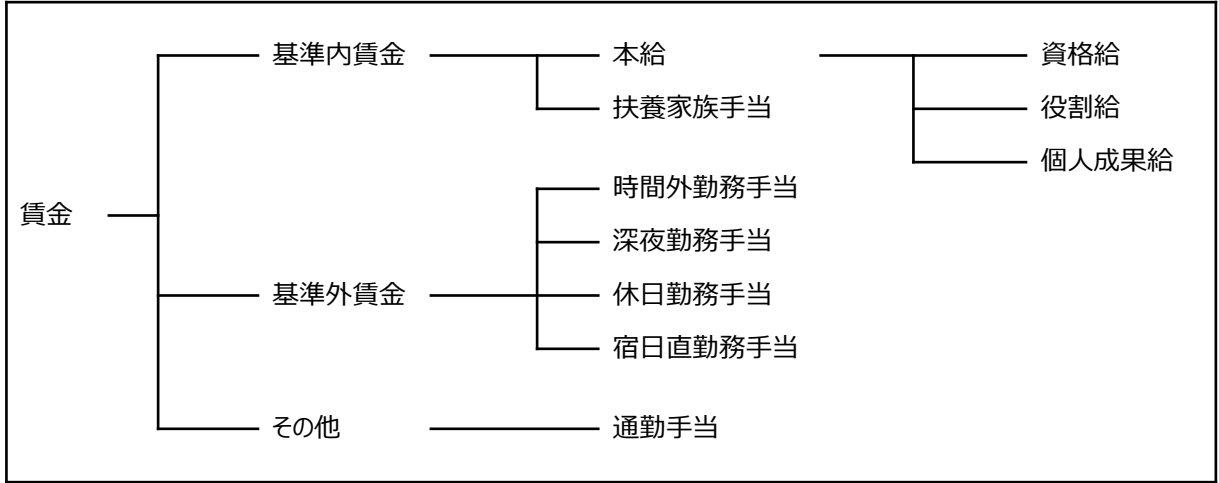 基準内賃金 本給 資格給
扶養家族手当 役割給
個人成果給
時間外勤務手当
賃金
深夜勤務手当
基準外賃金 休日勤務手当
宿日直勤務手当
その他 通勤手当